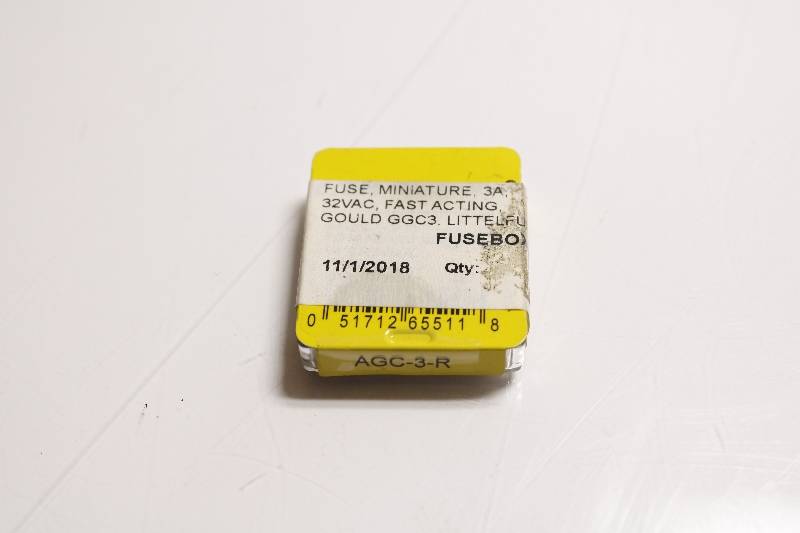 FUSE, MINIATURE, 3A,
32VAC, FAST ACTING,
GOULD GGC3. LITTELFU
FUSEBO
11/1/2018 Qty:
0 51712 65511 8
AGC-3-R